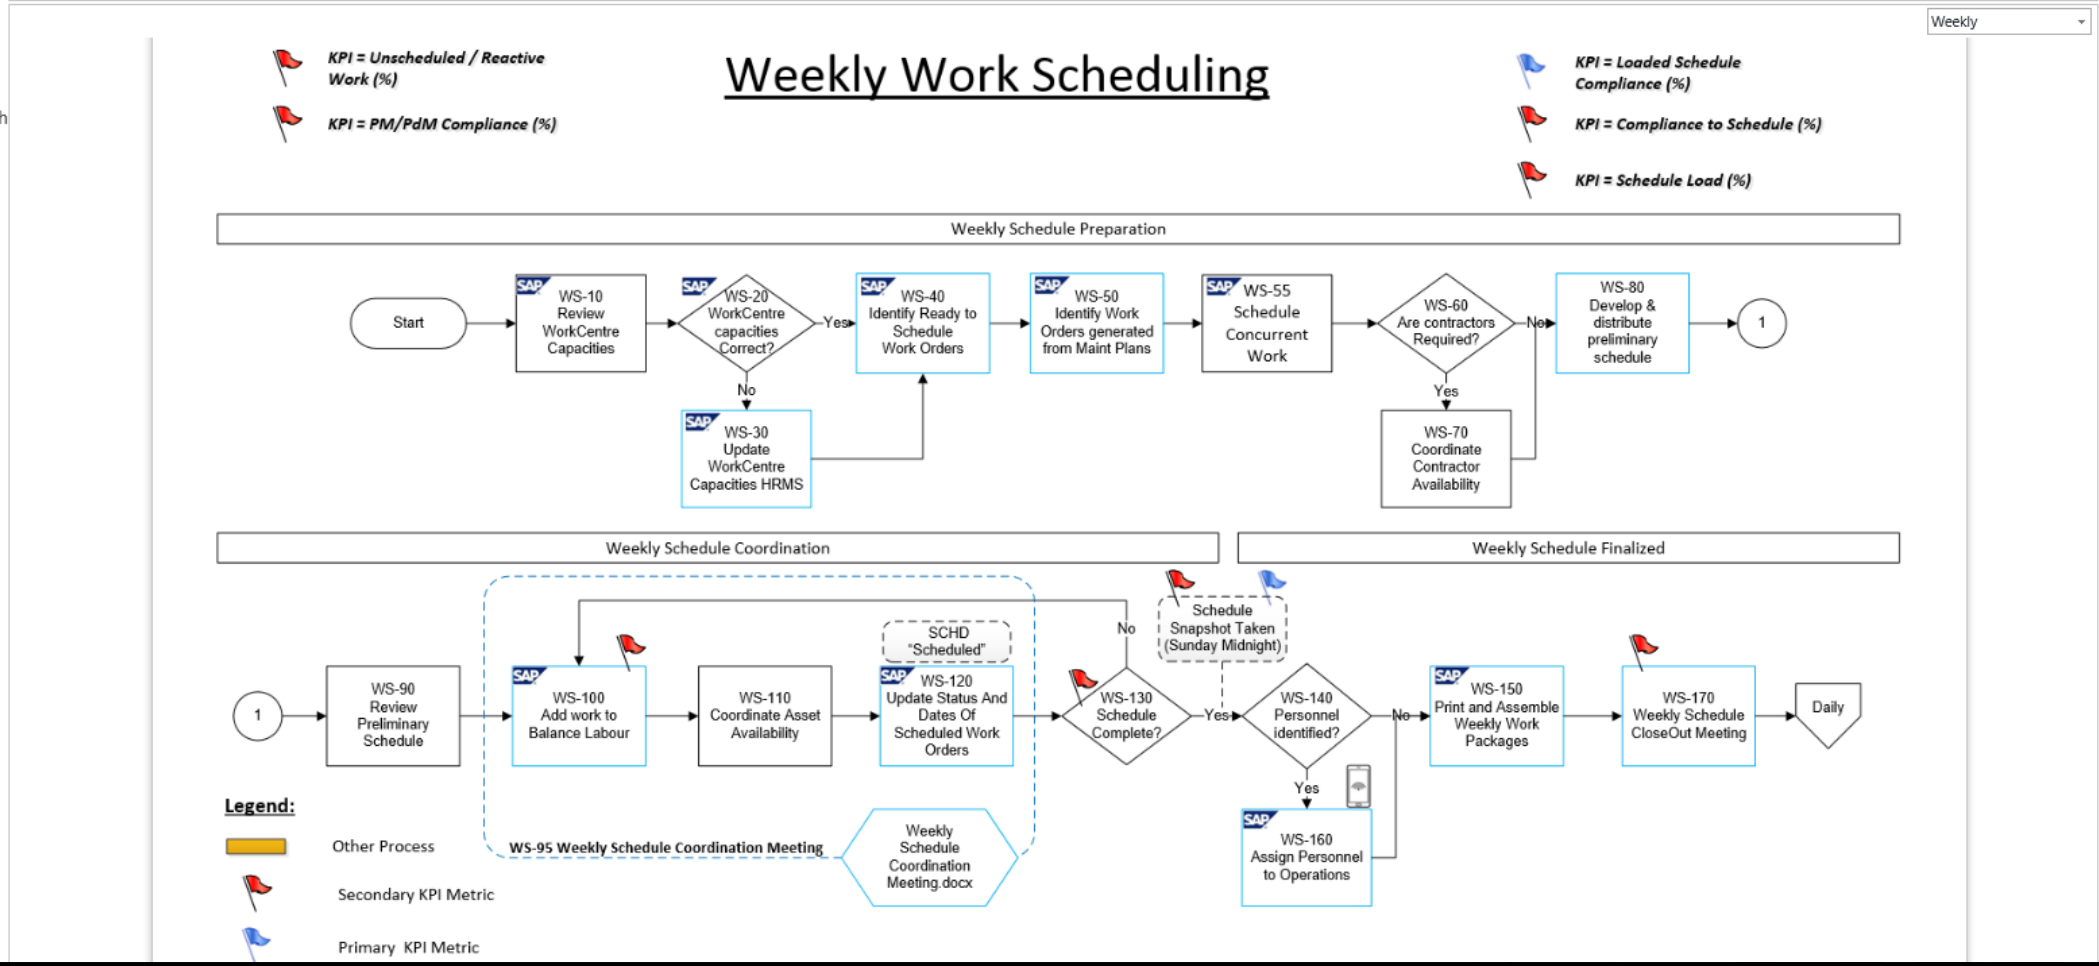 Weekly
h
KPI = Unscheduled / Reactive
Work (%)
KPI = PM/PdM Compliance (%)
Weekly Work Scheduling
KPI = Loaded Schedule
Compliance (%)
KPI = Compliance to Schedule (%)
KPI = Schedule Load (%)
Weekly Schedule Preparation
Start
SAP
WS-10
Review
WorkCentre
Capacities
SAP
WS-20
WorkCentre
capacities
Correct?
Yes
No
SAP
WS-30
Update
WorkCentre
Capacities HRMS
SAP
WS-40
Identify Ready to
Schedule
Work Orders
SAP
WS-50
Identify Work
Orders generated
from Maint Plans
SAP
WS-55
Schedule
Concurrent
Work
WS-60
Are contractors
Required?
No
Yes
WS-70
Coordinate
Contractor
Availability
WS-80
Develop &
distribute
preliminary
schedule
1
Weekly Schedule Coordination
Weekly Schedule Finalized
1
WS-90
Review
Preliminary
Schedule
SAP
WS-100
Add work to
Balance Labour
WS-110
Coordinate Asset
Availability
SCHD
"Scheduled"
SAP
WS-120
Update Status And
Dates Of
Scheduled Work
Orders
No
WS-130
Schedule
Complete?
Yes
Schedule
Snapshot Taken
(Sunday Midnight)
WS-140
Personnel
identified?
No
Yes
SAP
WS-160
Assign Personnel
to Operations
SAP
WS-150
Print and Assemble
Weekly Work
Packages
WS-170
Weekly Schedule
CloseOut Meeting
Daily
WS-95 Weekly Schedule Coordination Meeting
Weekly
Schedule
Coordination
Meeting.docx
Legend:
Other Process
Secondary KPI Metric
Primary KPI Metric